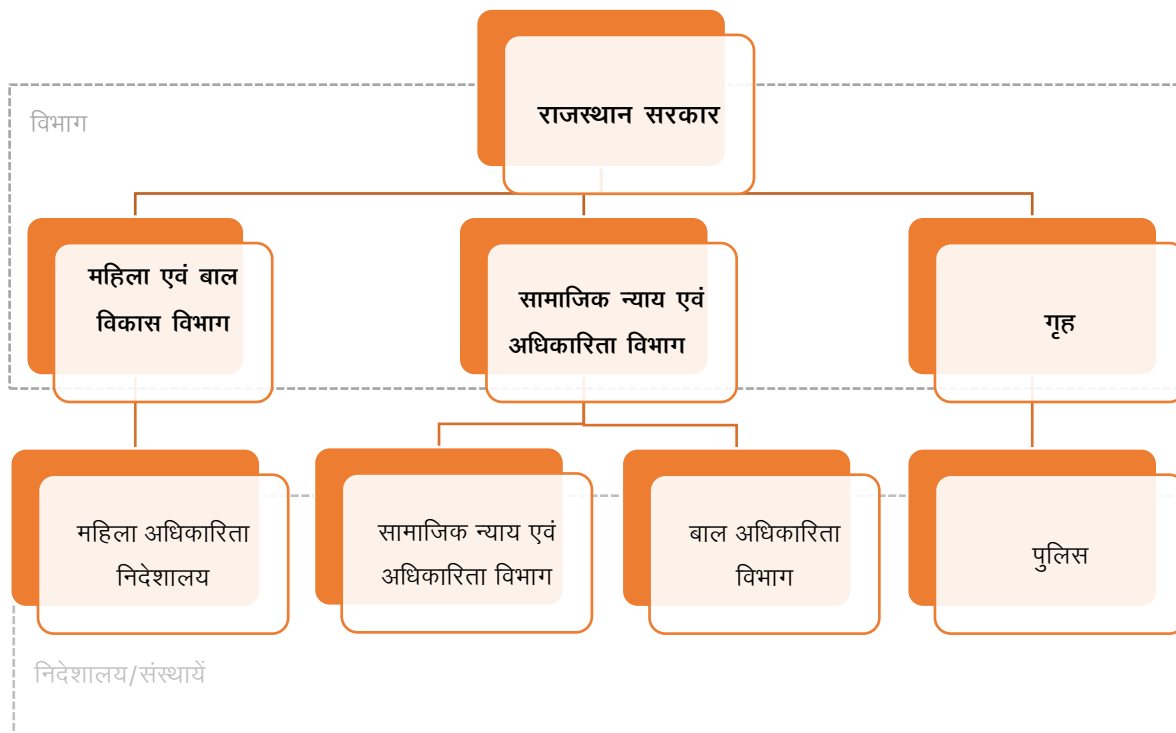 राजस्थान सरकार
विभाग
महिला एवं बाल
विकास विभाग
सामाजिक न्याय एवं
अधिकारिता विभाग
गृह
महिला अधिकारिता
निदेशालय
सामाजिक न्याय एवं
अधिकारिता विभाग
बाल अधिकारिता
विभाग
पुलिस
निदेशालय/संस्थायें